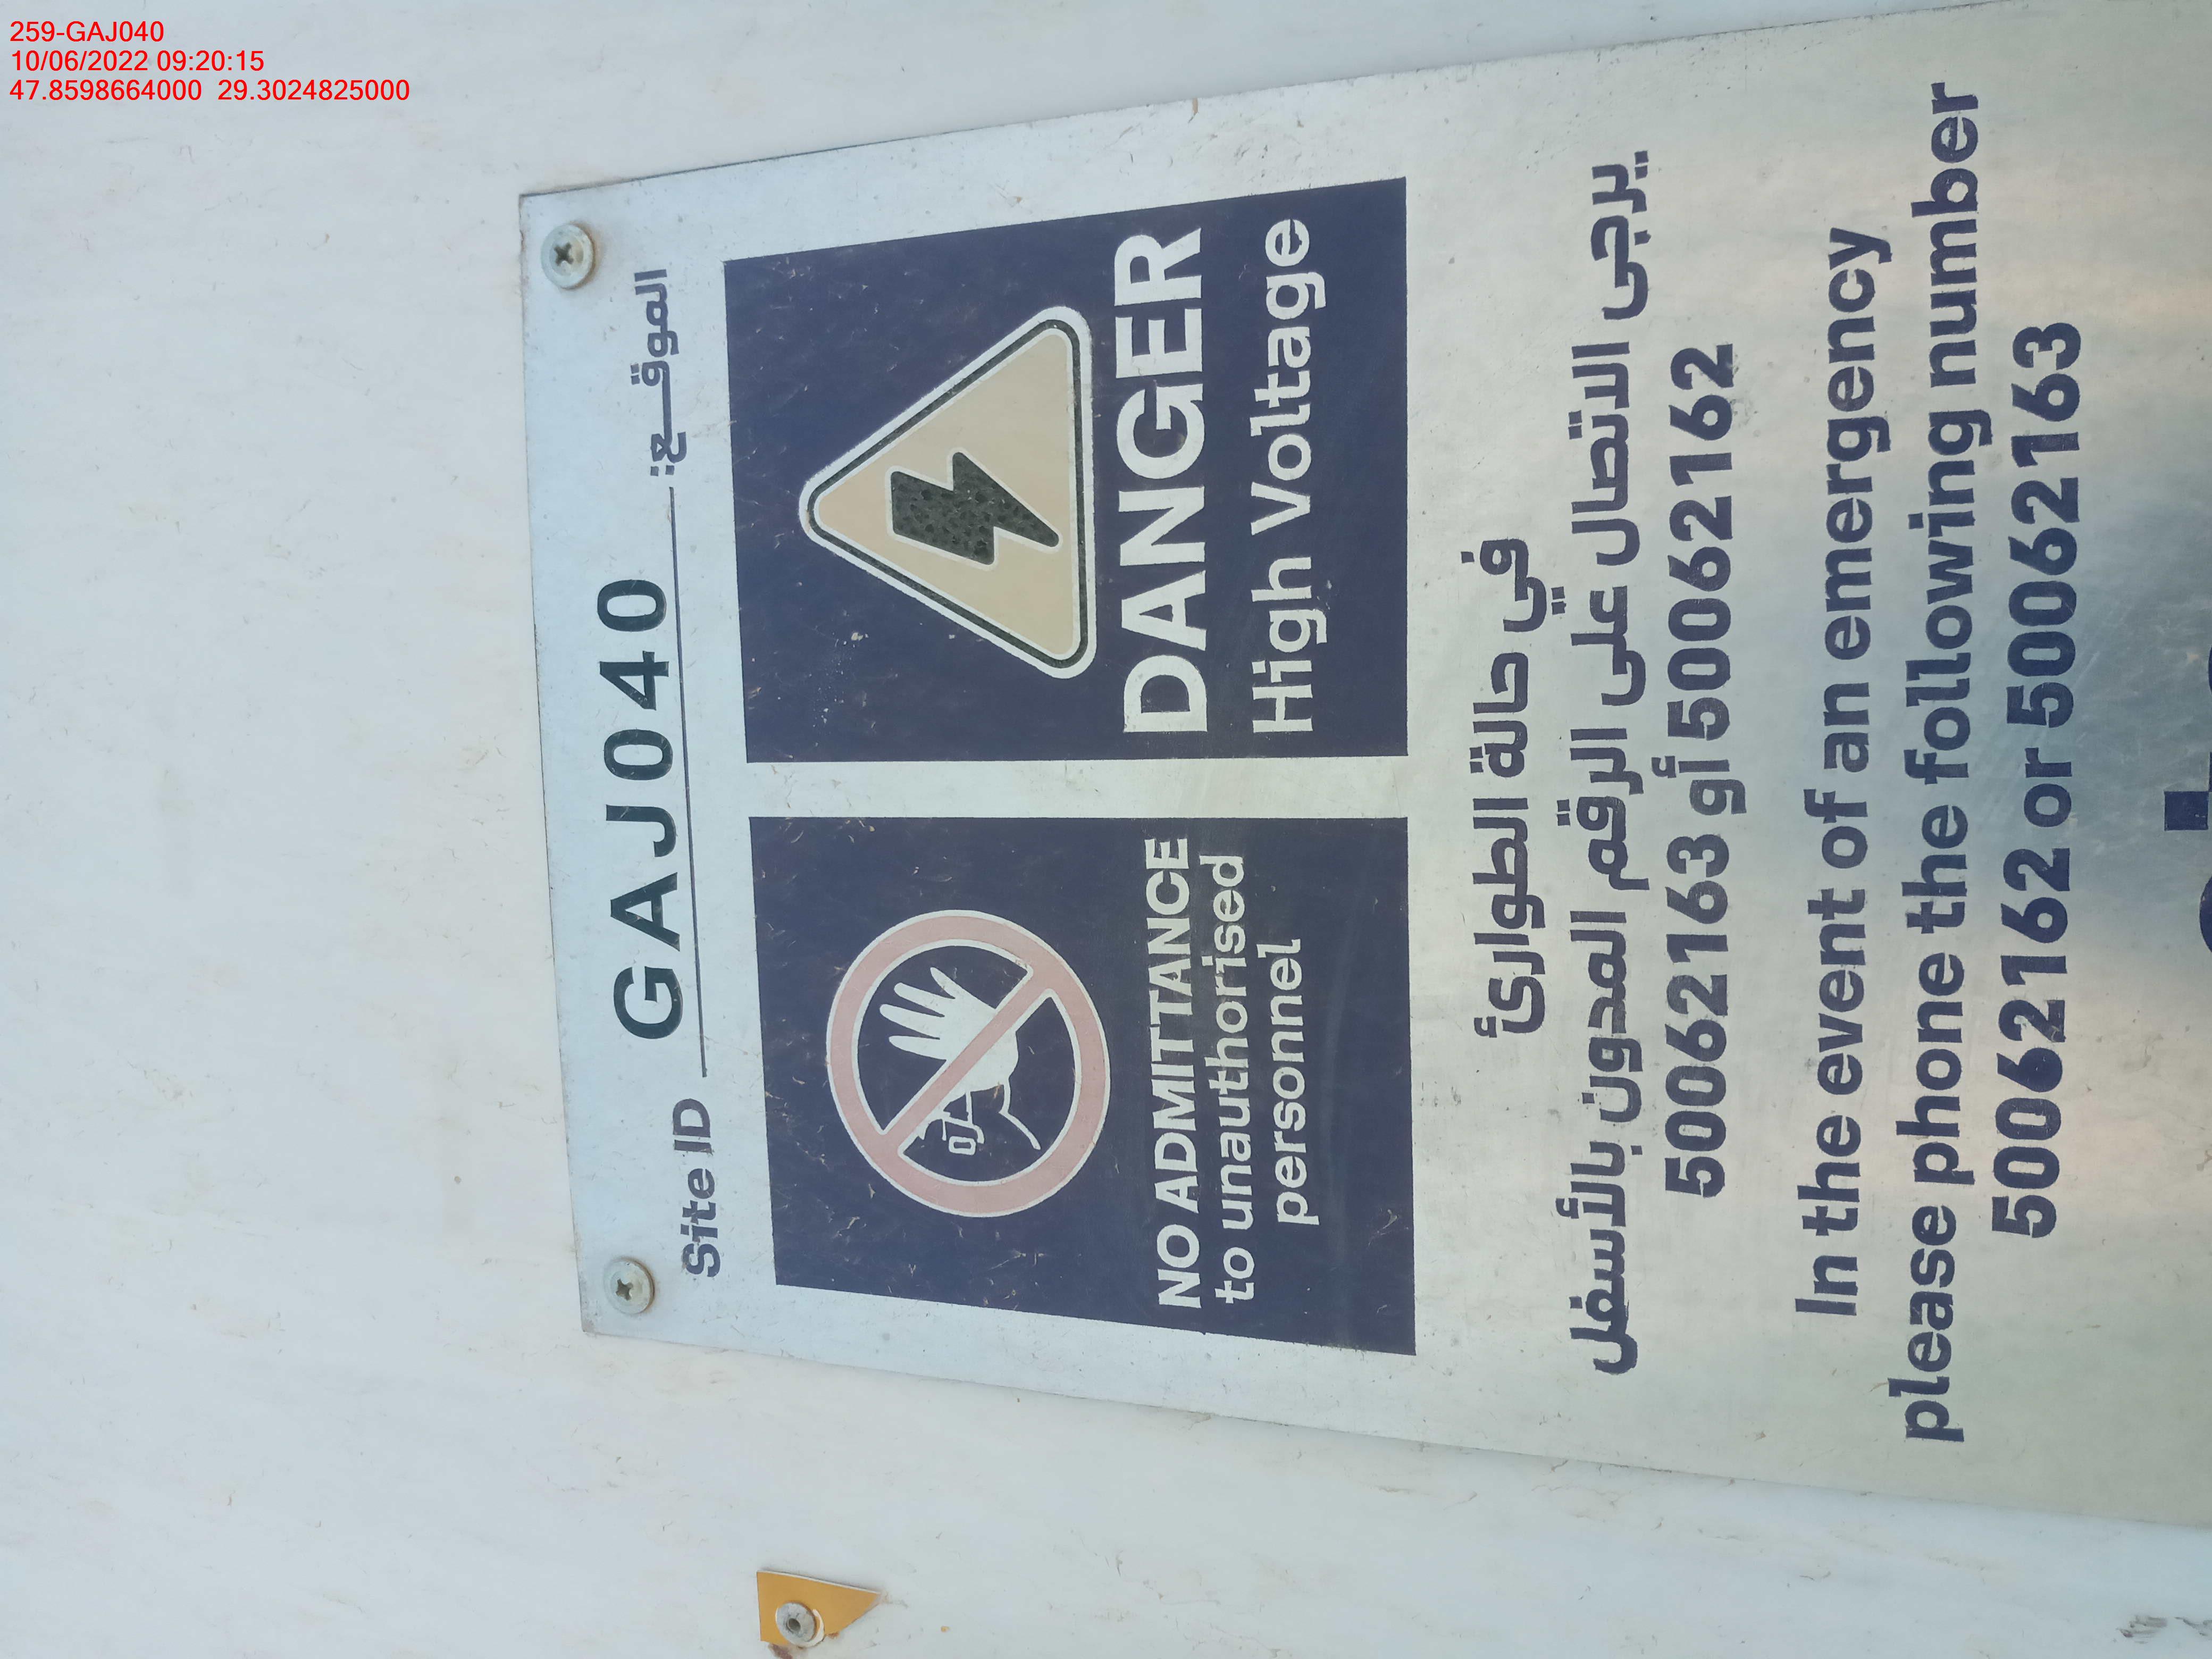 259-GAJ040
10/06/2022 09:20:15
47.8598664000 29.3024825000
Site ID GAJ040 الموقـــع:
NO ADMITTANCE
to unauthorised
personnel
DANGER
High Voltage
في حالة الطوارئ
يرجى الاتصال على الرقم المدون بالأسفل
50062163 أو 50062162
In the event of an emergency
please phone the following number
50062162 or 50062163